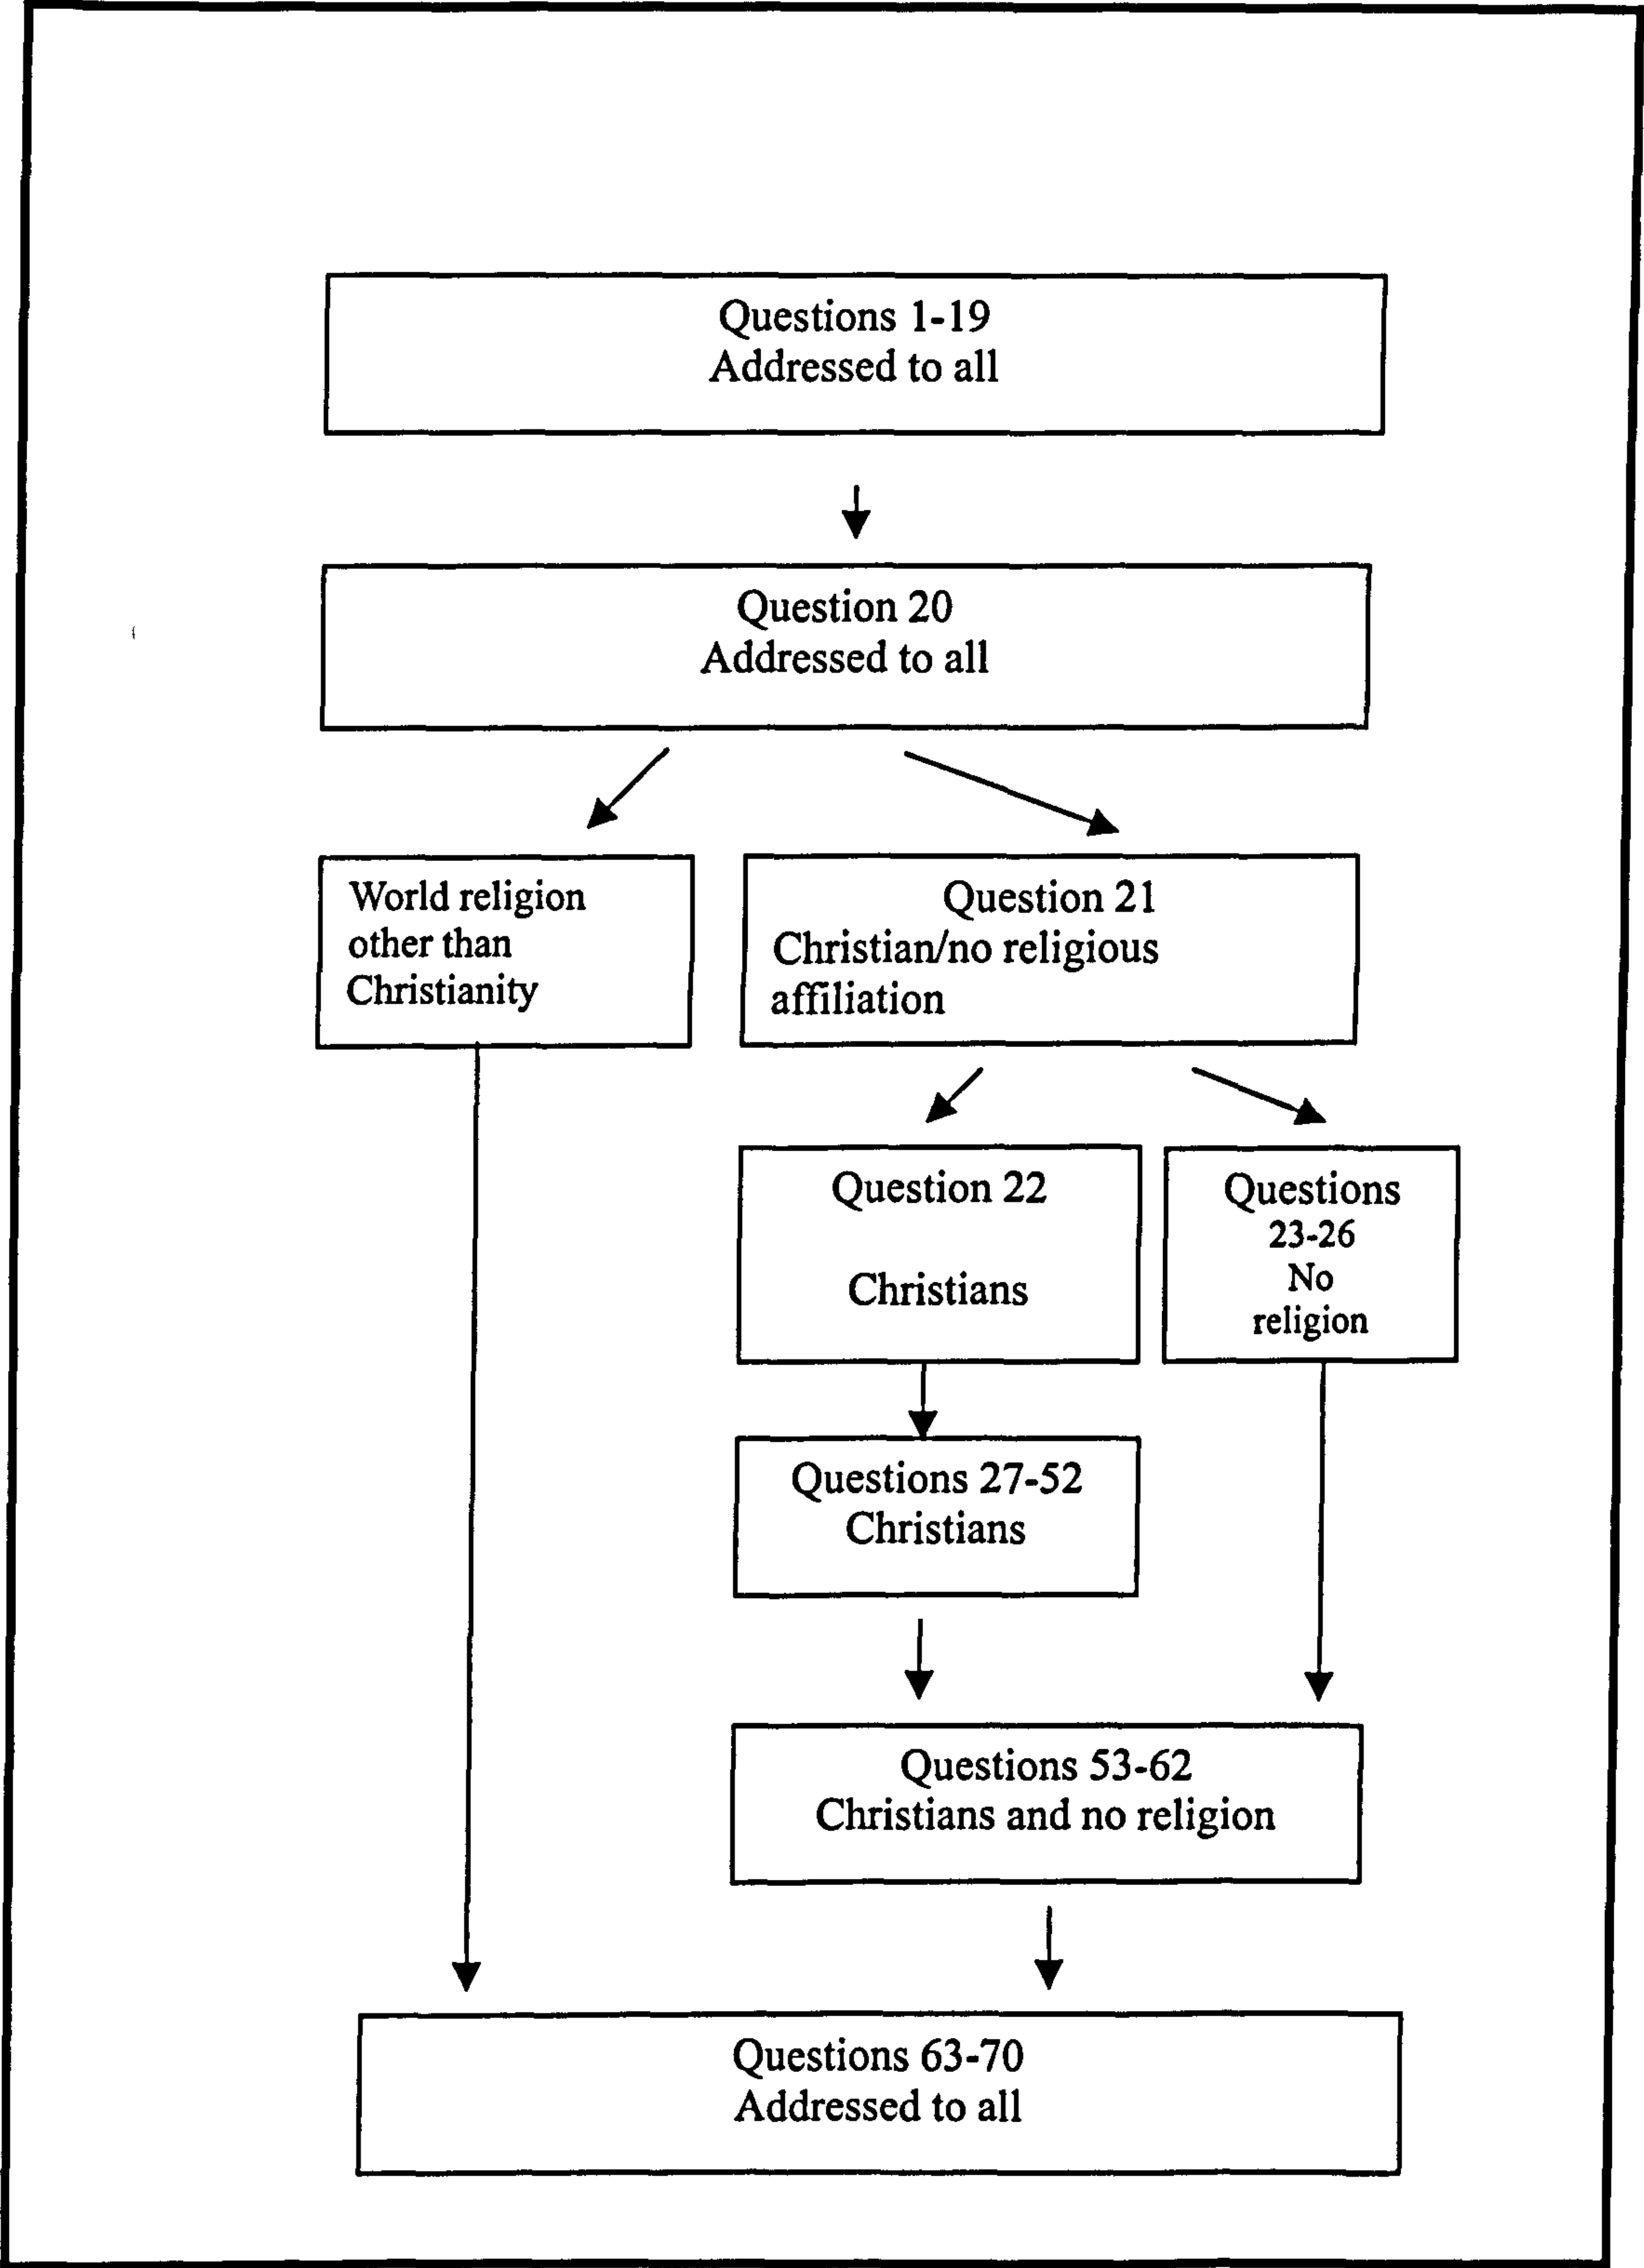 Questions 1-19
Addressed to all
Question 20
Addressed to all
World religion
other than
Christianity
Question 21
Christian/no religious
affiliation
Question 22
Christians
Questions
23-26
No
religion
Questions 27-52
Christians
Questions 53-62
Christians and no religion
Questions 63-70
Addressed to all